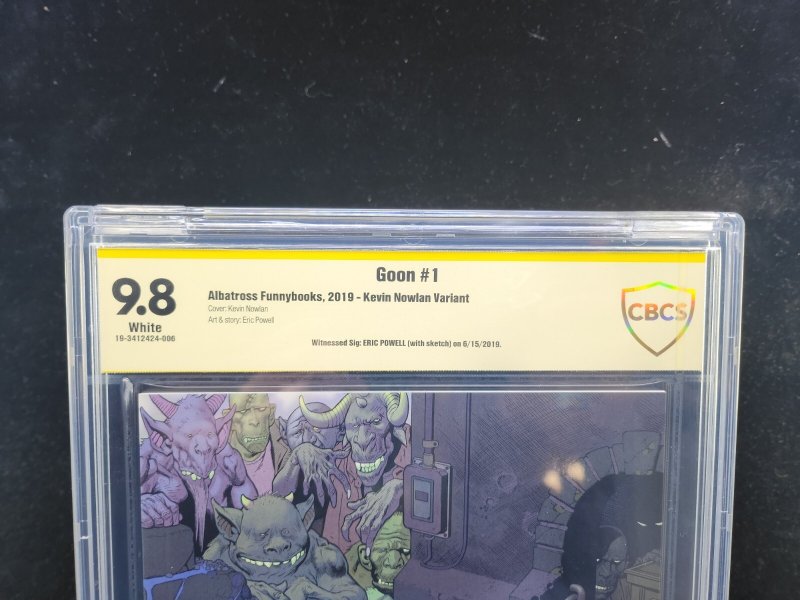 Goon #1
9.8
White
19-3412424-006
Albatross Funnybooks, 2019 - Kevin Nowlan Variant
Cover: Kevin Nowlan
Art & story: Eric Powell
Witnessed Sig: ERIC POWELL (with sketch) on 6/15/2019.
CBCS